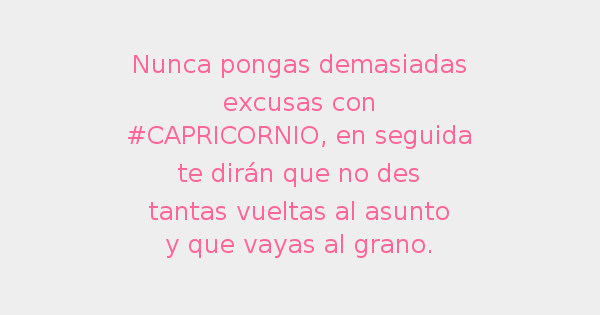 Nunca pongas demasiadas
excusas con
#CAPRICORNIO, en seguida
te dirán que no des
tantas vueltas al asunto
y que vayas al grano.